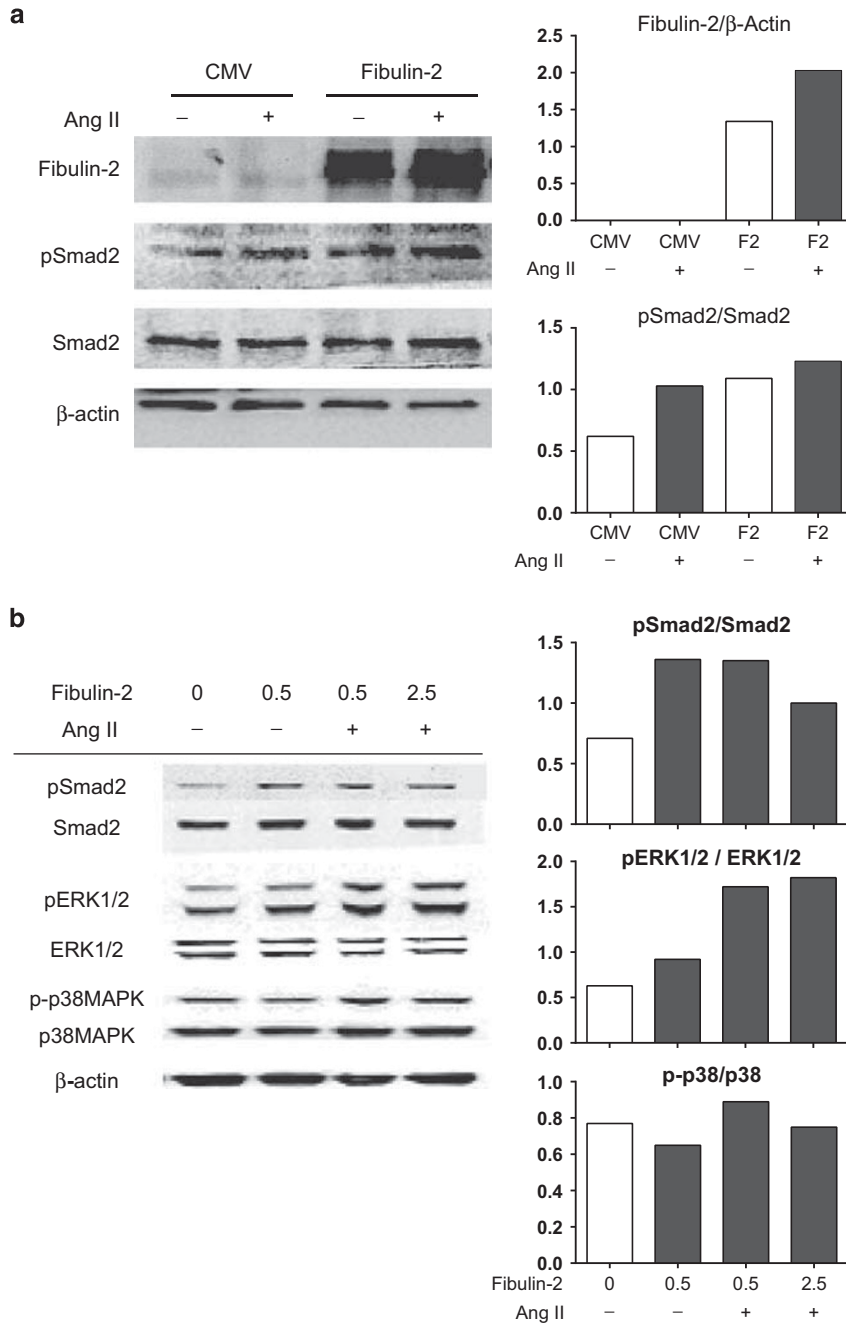 a
CMV Fibulin-2
Ang II – + – +
Fibulin-2
pSmad2
Smad2
β-actin
Fibulin-2/β-Actin
2.5
2.0
1.5
1.0
0.5
0.0
CMV CMV F2 F2
Ang II – + – +
pSmad2/Smad2
1.5
1.0
0.5
0.0
CMV CMV F2 F2
Ang II – + – +
b
Fibulin-2 0 0.5 0.5 2.5
Ang II – – + +
pSmad2
Smad2
pERK1/2
ERK1/2
p-p38MAPK
p38MAPK
β-actin
pSmad2/Smad2
1.5
1.0
0.5
0.0
pERK1/2 / ERK1/2
2.0
1.5
1.0
0.5
0.0
p-p38/p38
1.0
0.8
0.6
0.4
0.2
0.0
Fibulin-2 0 0.5 0.5 2.5
Ang II – – + +